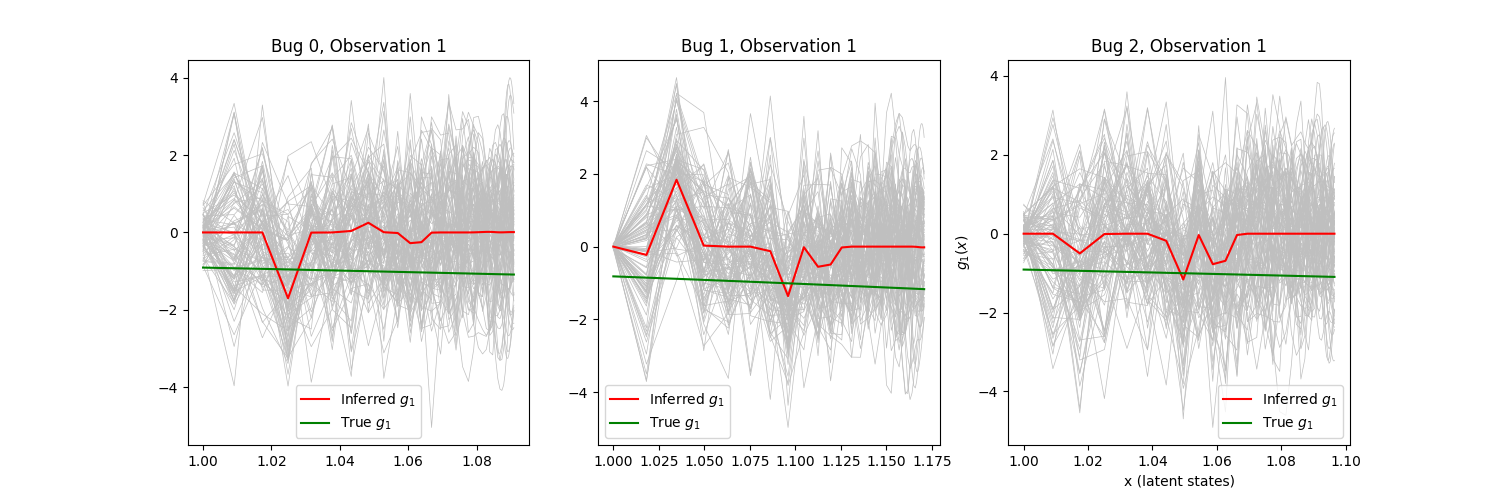 Bug 0, Observation 1
4
2
0
−2
−4
1.00 1.02 1.04 1.06 1.08
Inferred g₁
True g₁
Bug 1, Observation 1
4
2
0
−2
−4
1.000 1.025 1.050 1.075 1.100 1.125 1.150 1.175
Inferred g₁
True g₁
Bug 2, Observation 1
g₁(x)
4
2
0
−2
−4
1.00 1.02 1.04 1.06 1.08 1.10
x (latent states)
Inferred g₁
True g₁